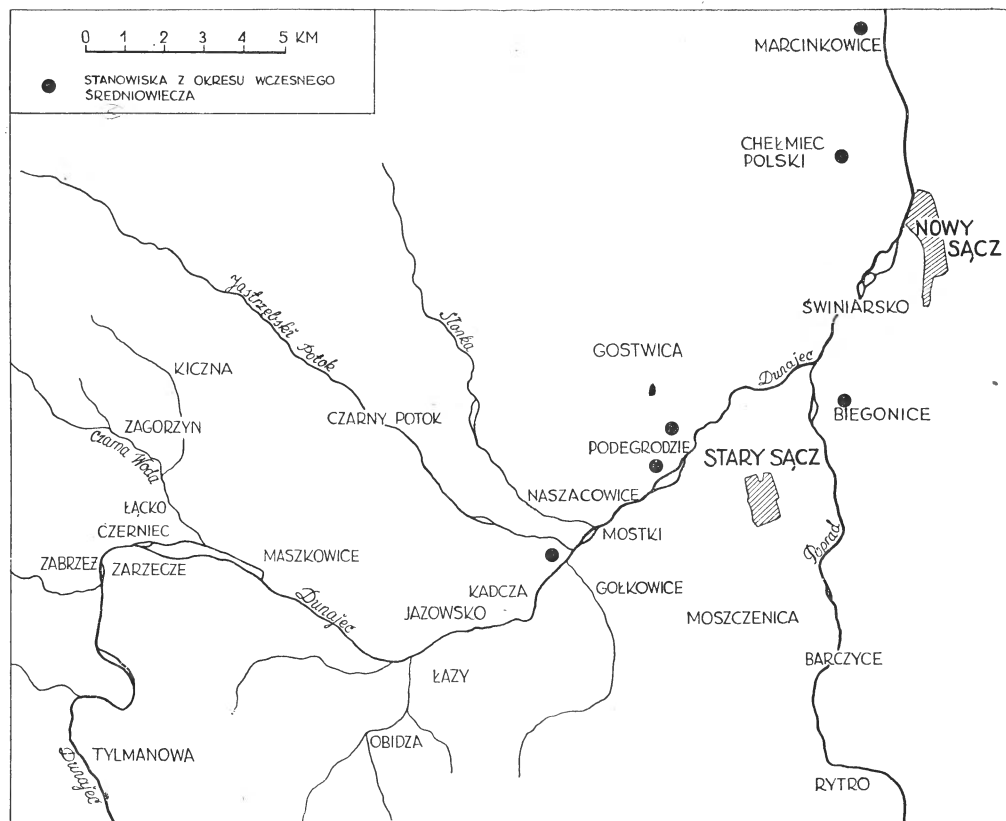 0 1 2 3 5 KM
STANOWISKA Z OKRESU WCZESNEGO
ŚREDNIOWIECZA
MARCINKOWICE
CHEŁMIEC
POLSKI
NOWY
SĄCZ
Jastrzębski Potok
Słonka
ŚWINIARSKO
GOSTWICA
Dunajec
KICZNA
BIEGONICE
ZAGORZYN
CZARNY POTOK
Czarna Woda
PODEGRODZIE
STARY SĄCZ
NASZACOWICE
ŁĄCKO
CZERNIEC
MOSTKI
Poprad
ZABRZEŻ
ZARZECZE
MASZKOWICE
KADCZA
GOŁKOWICE
Dunajec
JAZOWSKO
MOSZCZENICA
BARCZYCE
ŁAZY
OBIDZA
TYLMANOWA
Dunajec
RYTRO